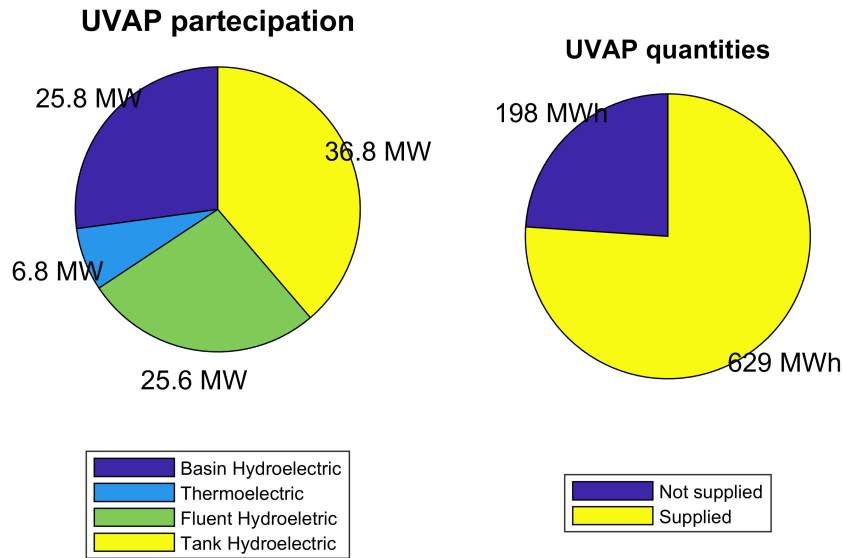 UVAP partecipation
25.8 MW
36.8 MW
6.8 MW
25.6 MW
Basin Hydroelectric
Thermoelectric
Fluent Hydroeletric
Tank Hydroelectric
UVAP quantities
198 MWh
629 MWh
Not supplied
Supplied